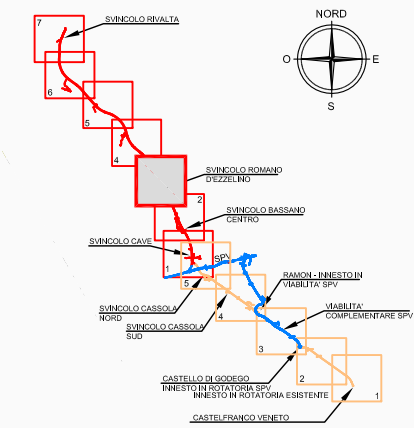 7
SVINCOLO RIVALTA
NORD
O
E
S
6
5
4
SVINCOLO ROMANO
D'EZZELINO
2
SVINCOLO BASSANO
CENTRO
SVINCOLO CAVE
1
SPV
5
RAMON - INNESTO IN
VIABILITA' SPV
SVINCOLO CASSOLA
NORD
4
VIABILITA'
COMPLEMENTARE SPV
SVINCOLO CASSOLA
SUD
3
CASTELLO DI GODEGO
INNESTO IN ROTATORIA SPV
2
INNESTO IN ROTATORIA ESISTENTE
1
CASTELFRANCO VENETO